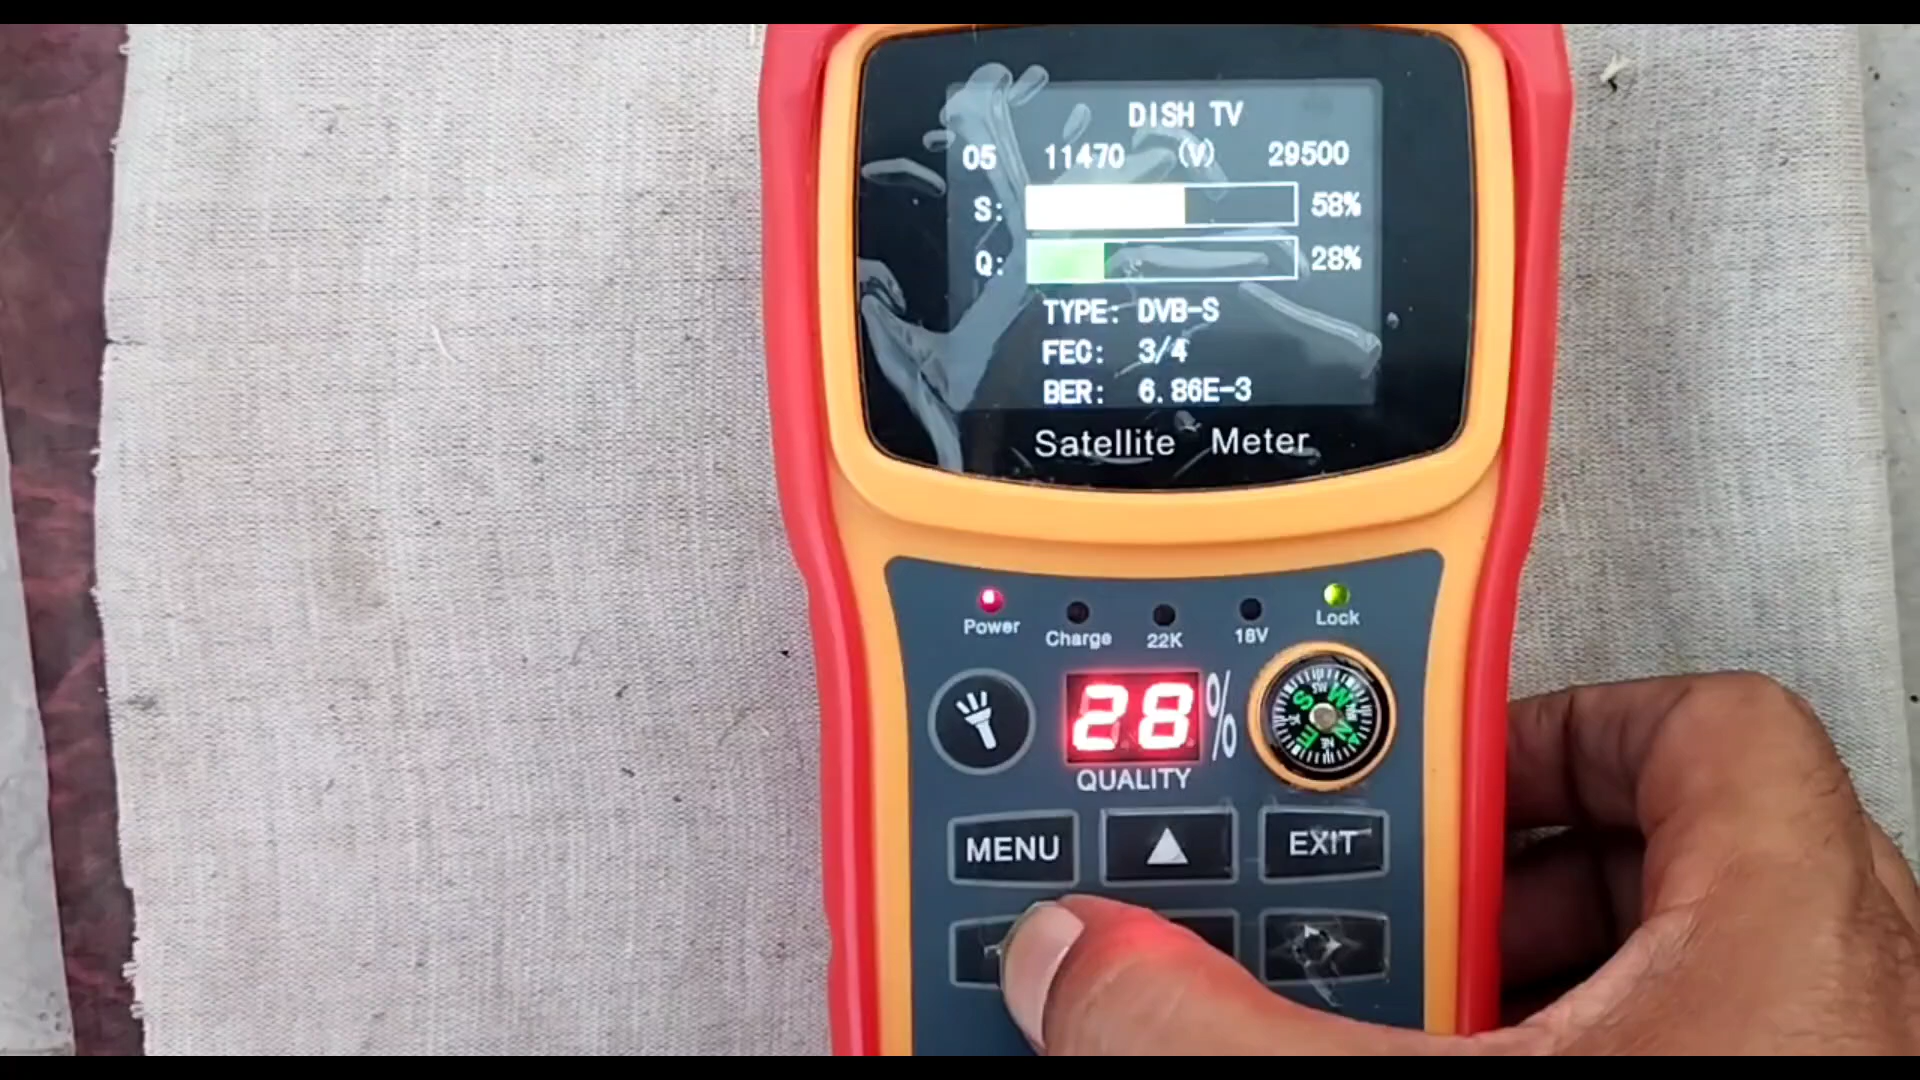 DISH TV
05 11470 (V) 29500
S: 58%
Q: 28%
TYPE: DVB-S
FEC: 3/4
BER: 6.86E-3
Satellite Meter
Power Charge 22K 18V Lock
28 %
QUALITY
MENU EXIT